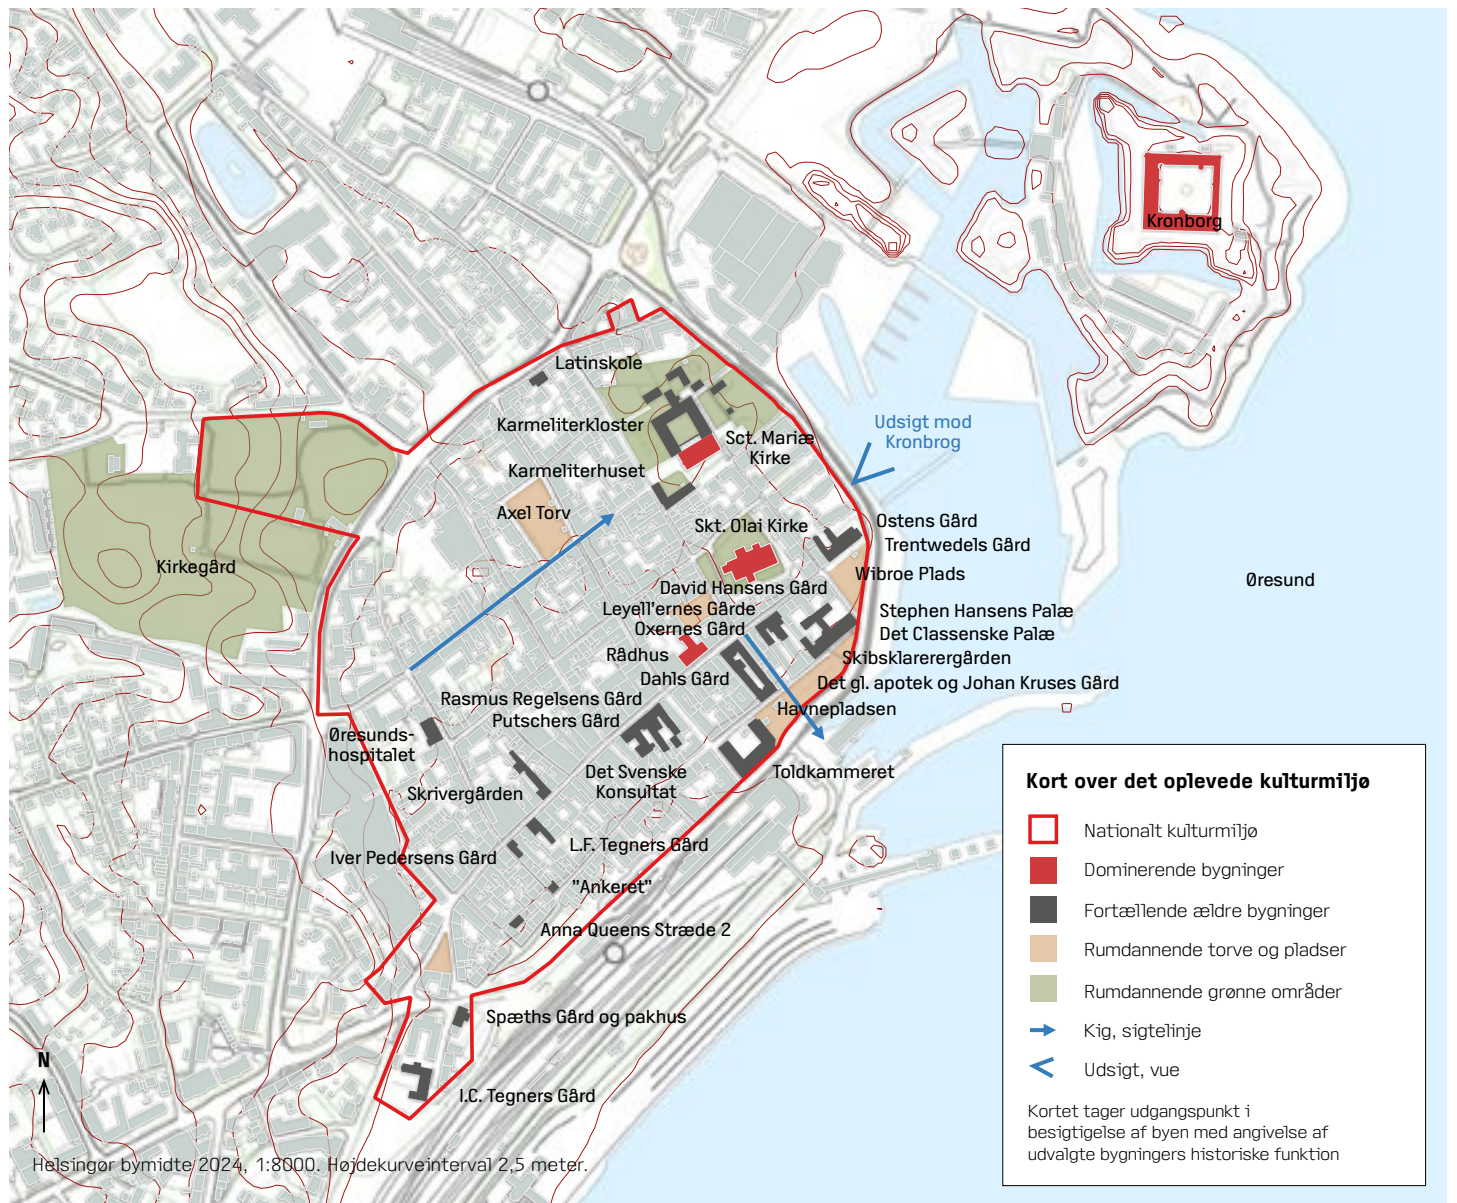 Kronborg
Latinskole
Karmeliterkloster
Sct. Mariæ
Kirke
Udsigt mod
Kronbrog
Karmeliterhuset
Axel Torv
Skt. Olai Kirke
Ostens Gård
Trentwedels Gård
Kirkegård
Wibroe Plads
Øresund
David Hansens Gård
Leyell'ernes Gårde
Oxernes Gård
Stephen Hansens Palæ
Det Classenske Palæ
Rådhus
Skibsklarerergården
Dahls Gård
Det gl. apotek og Johan Kruses Gård
Rasmus Regelsens Gård
Putschers Gård
Havnepladsen
Øresunds-
hospitalet
Det Svenske
Konsultat
Toldkammeret
Skrivergården
L.F. Tegners Gård
Iver Pedersens Gård
"Ankeret"
Anna Queens Stræde 2
Spæths Gård og pakhus
I.C. Tegners Gård
N
Helsingør bymidte 2024, 1:8000. Højdekurveinterval 2,5 meter.
Kort over det oplevede kulturmiljø
Nationalt kulturmiljø
Dominerende bygninger
Fortællende ældre bygninger
Rumdannende torve og pladser
Rumdannende grønne områder
Kig, sigtelinje
Udsigt, vue
Kortet tager udgangspunkt i
besigtigelse af byen med angivelse af
udvalgte bygningers historiske funktion